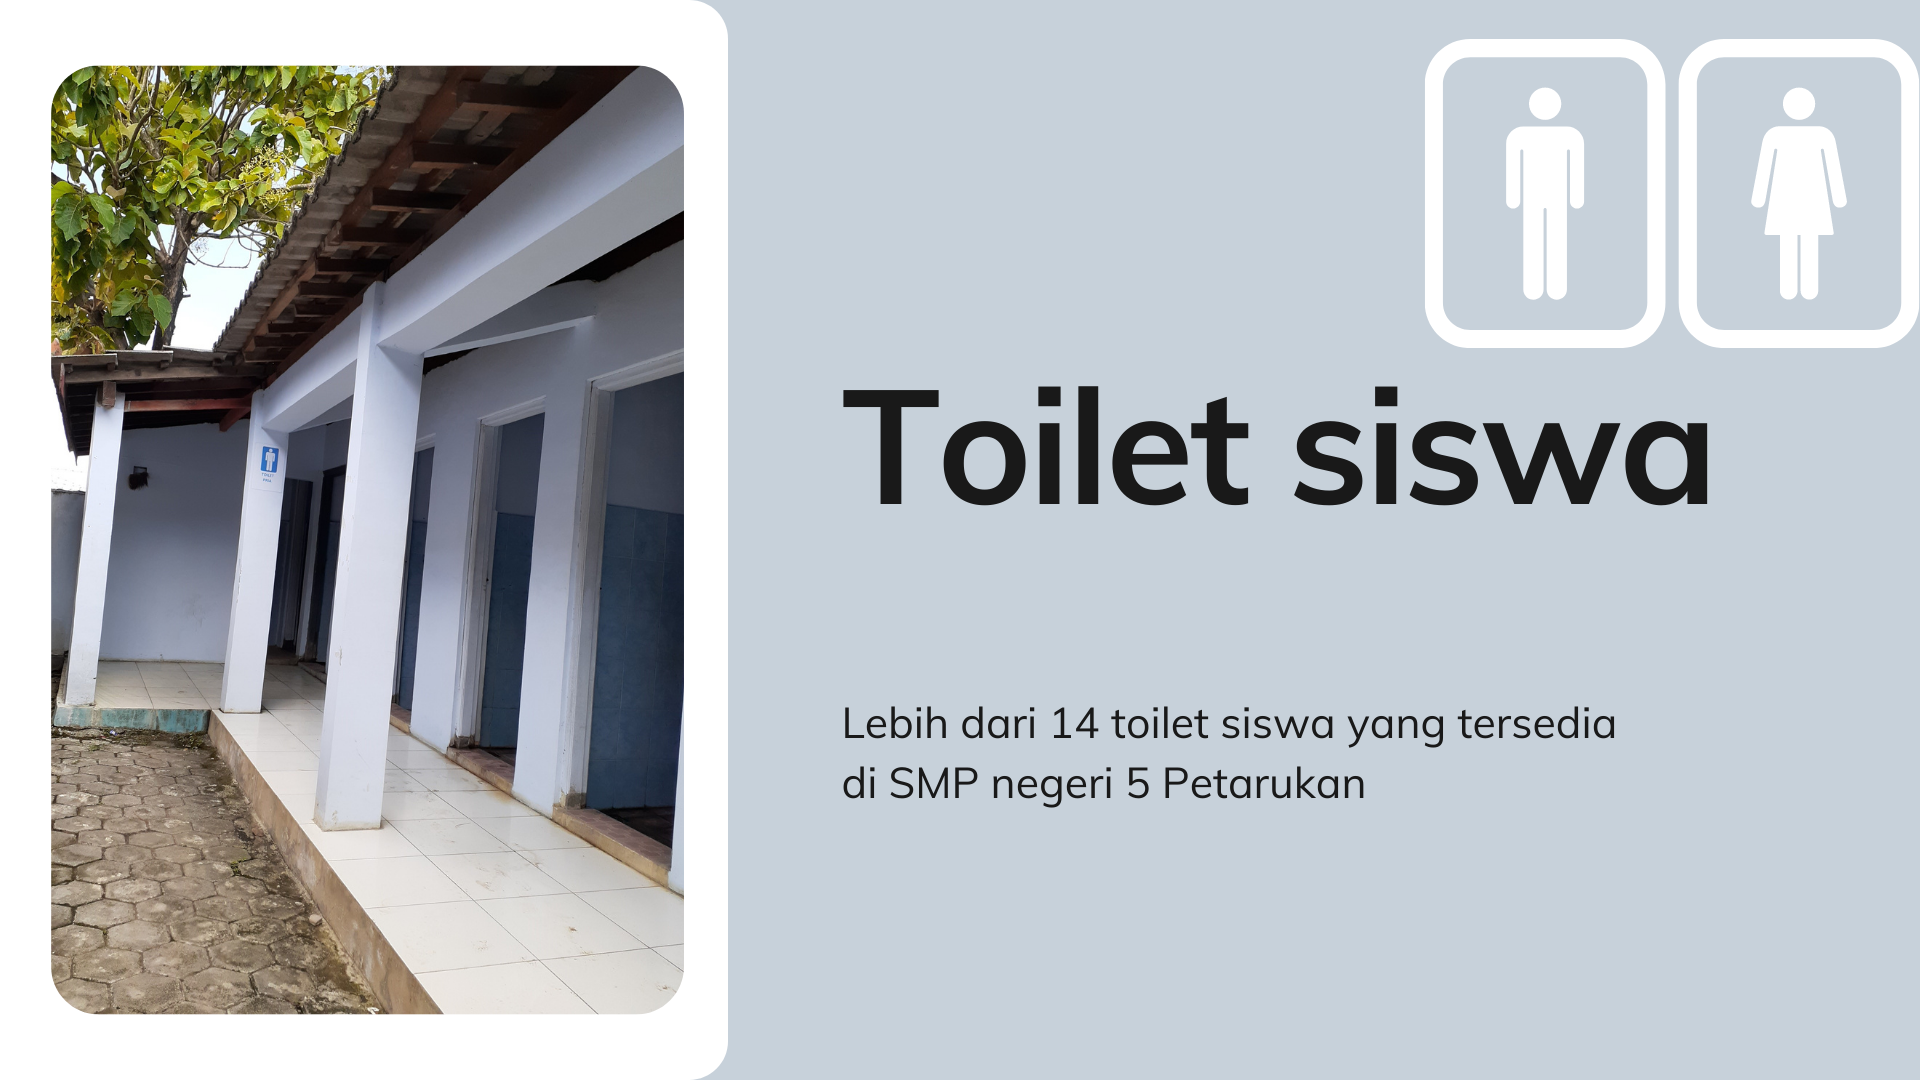 Toilet siswa
Lebih dari 14 toilet siswa yang tersedia
di SMP negeri 5 Petarukan